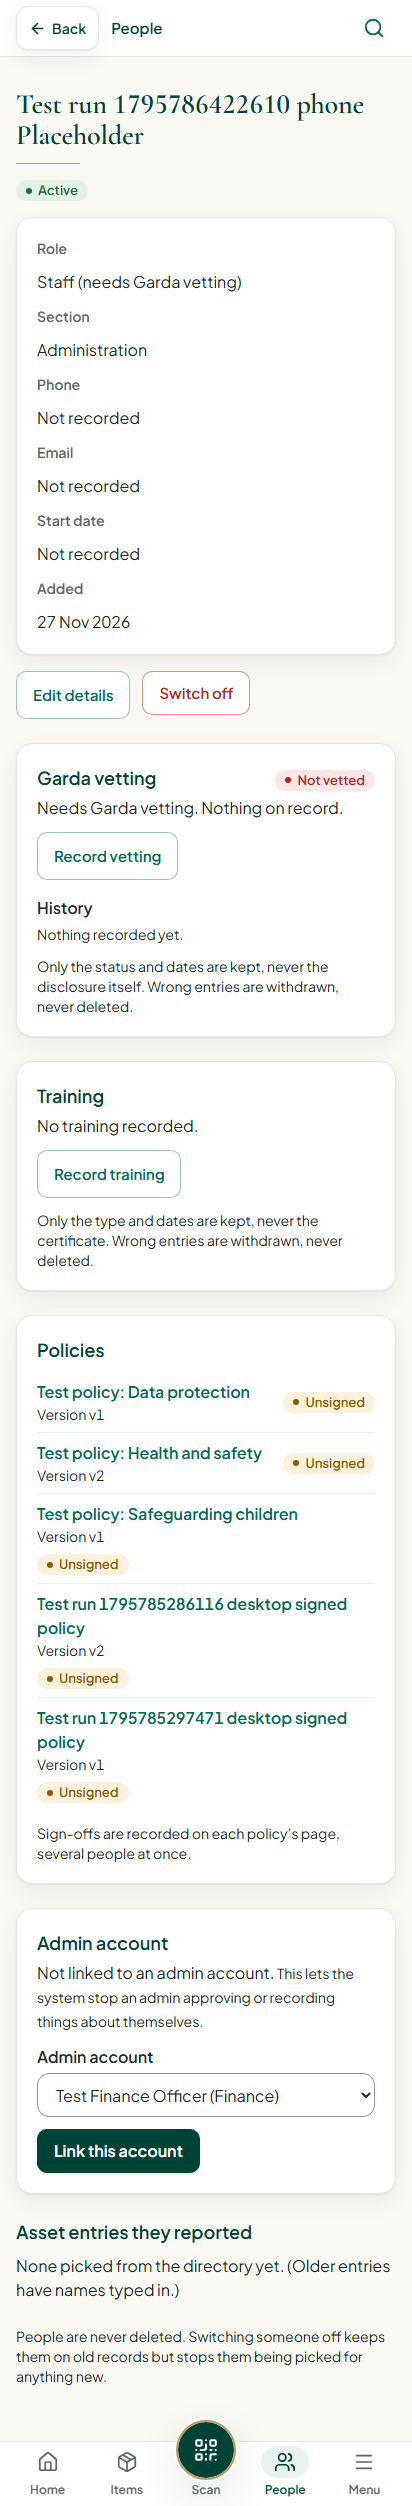 Back
People
Test run 1795786422610 phone
Placeholder
Active
Role
Staff (needs Garda vetting)
Section
Administration
Phone
Not recorded
Email
Not recorded
Start date
Not recorded
Added
27 Nov 2026
Edit details
Switch off
Garda vetting
Not vetted
Needs Garda vetting. Nothing on record.
Record vetting
History
Nothing recorded yet.
Only the status and dates are kept, never the
disclosure itself. Wrong entries are withdrawn,
never deleted.
Training
No training recorded.
Record training
Only the type and dates are kept, never the
certificate. Wrong entries are withdrawn, never
deleted.
Policies
Test policy: Data protection
Version v1
Unsigned
Test policy: Health and safety
Version v2
Unsigned
Test policy: Safeguarding children
Version v1
Unsigned
Test run 1795785286116 desktop signed
policy
Version v2
Unsigned
Test run 1795785297471 desktop signed
policy
Version v1
Unsigned
Sign-offs are recorded on each policy's page,
several people at once.
Admin account
Not linked to an admin account. This lets the
system stop an admin approving or recording
things about themselves.
Admin account
Test Finance Officer (Finance)
Link this account
Asset entries they reported
None picked from the directory yet. (Older entries
have names typed in.)
People are never deleted. Switching someone off keeps
them on old records but stops them being picked for
anything new.
Home
Items
Scan
People
Menu